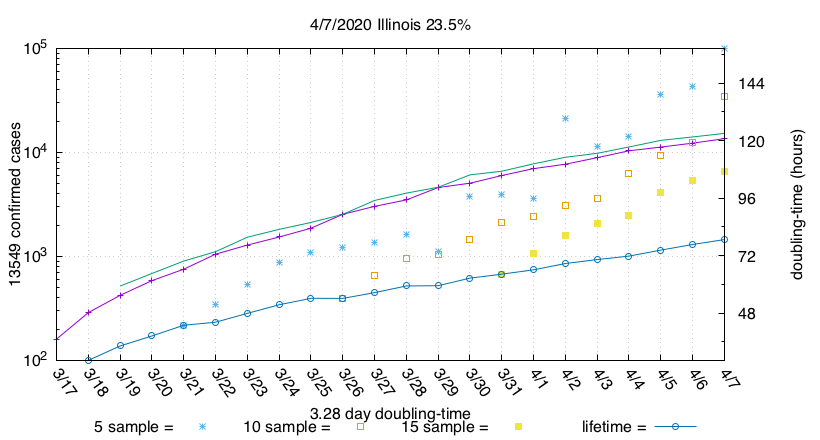 4/7/2020 Illinois 23.5%
10^5
10^4
10^3
10^2
13549 confirmed cases
144
120
96
72
48
doubling-time (hours)
3/17 3/18 3/19 3/20 3/21 3/22 3/23 3/24 3/25 3/26 3/27 3/28 3/29 3/30 3/31 4/1 4/2 4/3 4/4 4/5 4/6 4/7
3.28 day doubling-time
5 sample = 10 sample = 15 sample = lifetime =